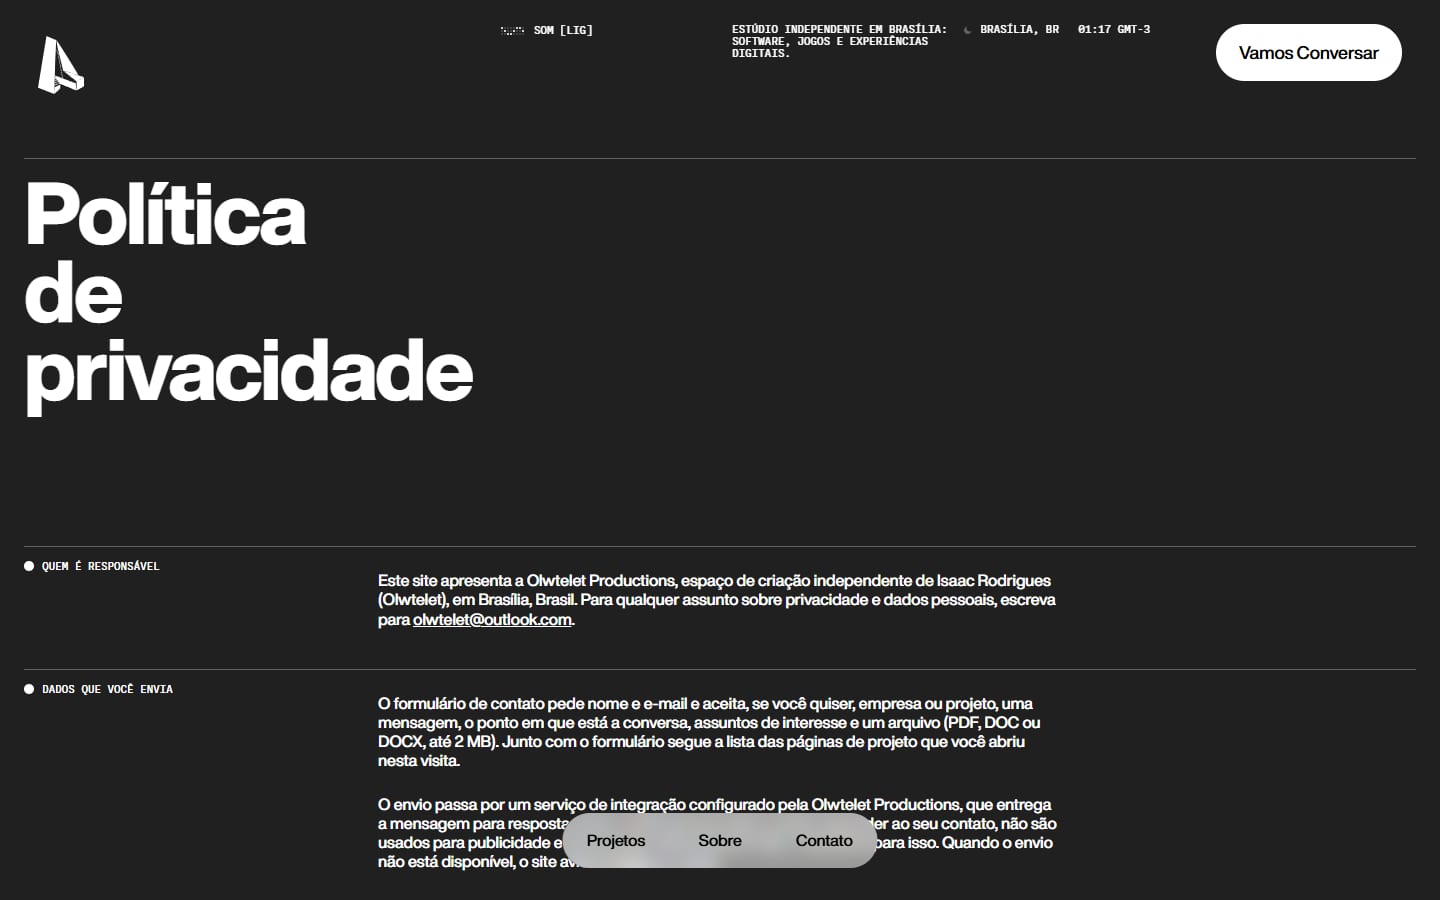 SOM [LIG]
ESTÚDIO INDEPENDENTE EM BRASÍLIA:
SOFTWARE, JOGOS E EXPERIÊNCIAS
DIGITAIS.
BRASÍLIA, BR 01:17 GMT-3
Vamos Conversar
Política
de
privacidade
QUEM É RESPONSÁVEL
Este site apresenta a Olwtelet Productions, espaço de criação independente de Isaac Rodrigues
(Olwtelet), em Brasília, Brasil. Para qualquer assunto sobre privacidade e dados pessoais, escreva
para olwtelet@outlook.com.
DADOS QUE VOCÊ ENVIA
O formulário de contato pede nome e e-mail e aceita, se você quiser, empresa ou projeto, uma
mensagem, o ponto em que está a conversa, assuntos de interesse e um arquivo (PDF, DOC ou
DOCX, até 2 MB). Junto com o formulário segue a lista das páginas de projeto que você abriu
nesta visita.
O envio passa por um serviço de integração configurado pela Olwtelet Productions, que entrega
a mensagem para resposta ao seu contato, não são
usados para publicidade e para isso. Quando o envio
não está disponível, o site
Projetos Sobre Contato